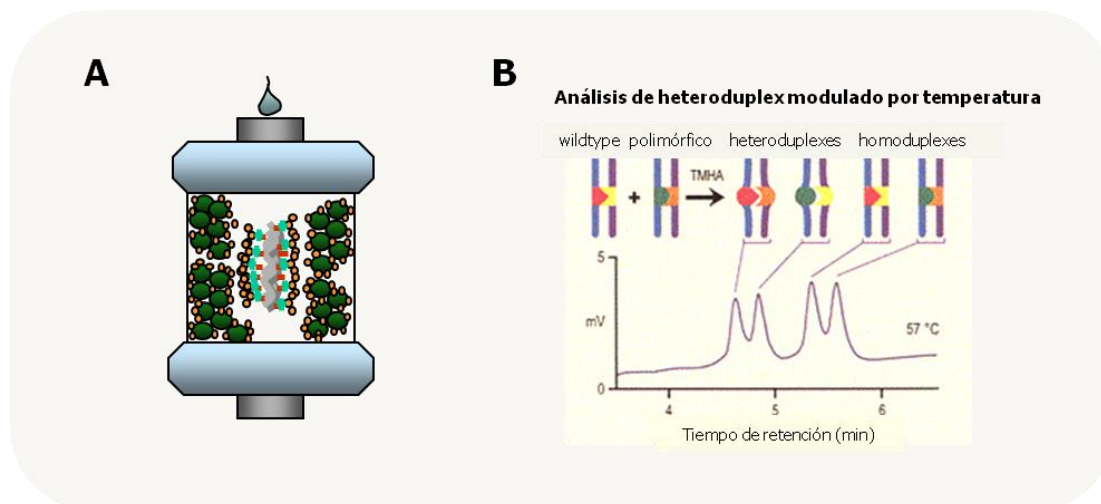 A
B
Análisis de heteroduplex modulado por temperatura
wildtype polimórfico heteroduplexes homoduplexes
+
TMHA
5
mV
57 °C
0
4 5 6
Tiempo de retención (min)